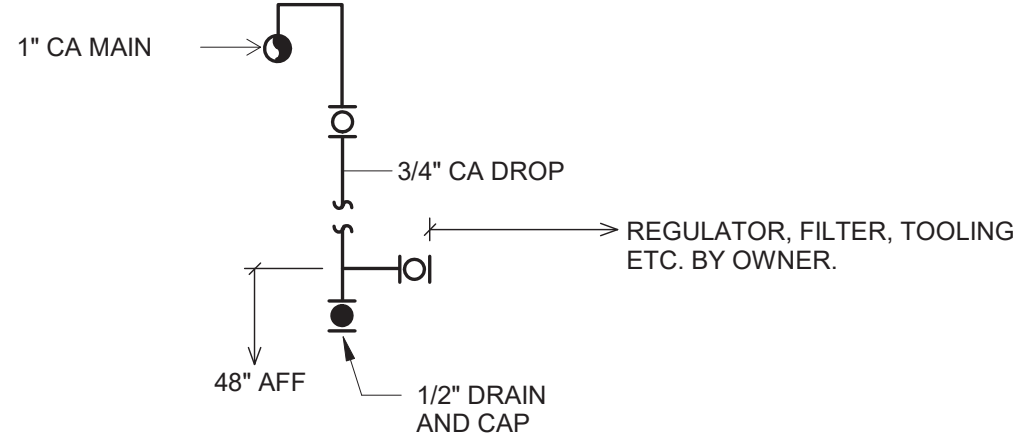 1" CA MAIN
3/4" CA DROP
REGULATOR, FILTER, TOOLING
ETC. BY OWNER.
48" AFF
1/2" DRAIN
AND CAP